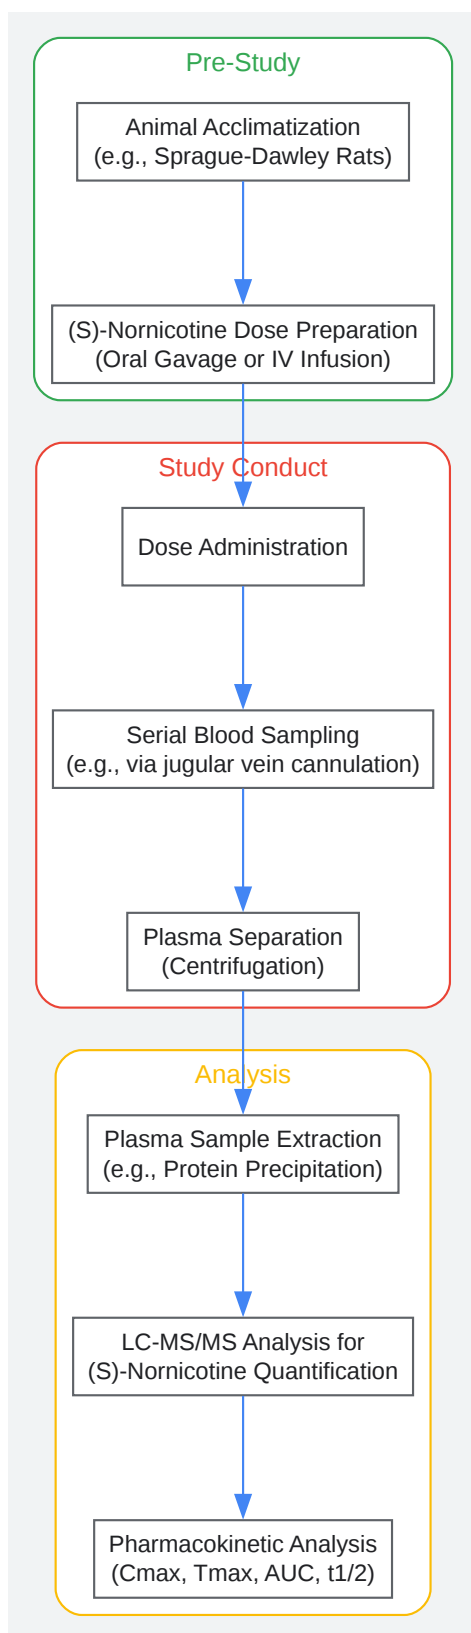 Pre-Study
Animal Acclimatization
(e.g., Sprague-Dawley Rats)
(S)-Nornicotine Dose Preparation
(Oral Gavage or IV Infusion)
Study Conduct
Dose Administration
Serial Blood Sampling
(e.g., via jugular vein cannulation)
Plasma Separation
(Centrifugation)
Analysis
Plasma Sample Extraction
(e.g., Protein Precipitation)
LC-MS/MS Analysis for
(S)-Nornicotine Quantification
Pharmacokinetic Analysis
(Cmax, Tmax, AUC, t1/2)